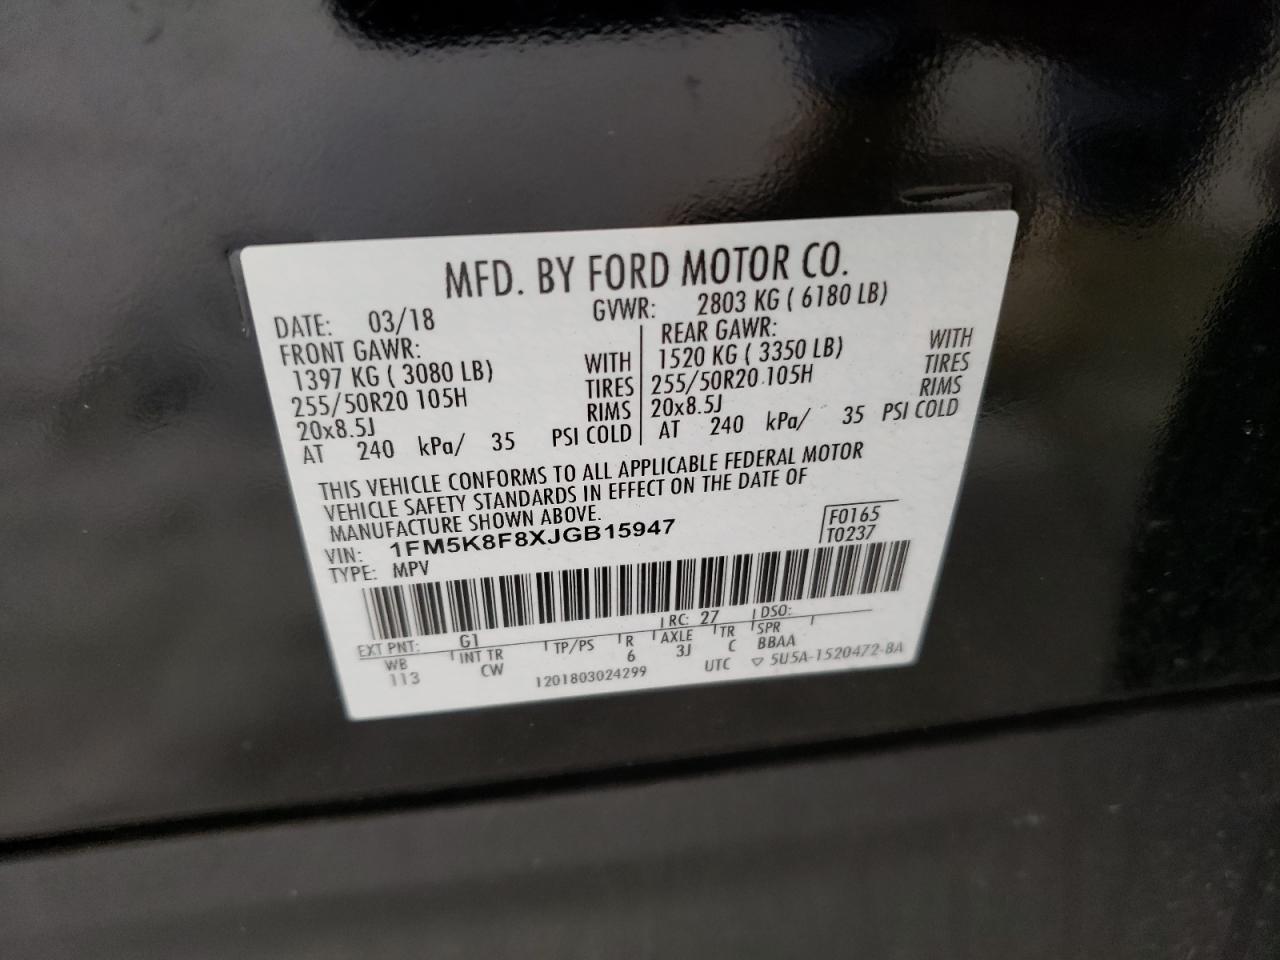 MFD. BY FORD MOTOR CO.
DATE: 03/18 GVWR: 2803 KG ( 6180 LB)
FRONT GAWR: REAR GAWR:
1397 KG ( 3080 LB) WITH 1520 KG ( 3350 LB) WITH
255/50R20 105H TIRES 255/50R20 105H TIRES
20x8.5J RIMS 20x8.5J RIMS
AT 240 kPa/ 35 PSI COLD AT 240 kPa/ 35 PSI COLD
THIS VEHICLE CONFORMS TO ALL APPLICABLE FEDERAL MOTOR
VEHICLE SAFETY STANDARDS IN EFFECT ON THE DATE OF
MANUFACTURE SHOWN ABOVE.
VIN: 1FM5K8F8XJGB15947 F0165
TYPE: MPV T0237
EXT PNT: G1 RC: 27 DSO:
WB INT TR TP/PS R AXLE TR SPR
113 CW 6 3J C BBAA
1201803024299 UTC ▽ 5U5A-1520472-BA